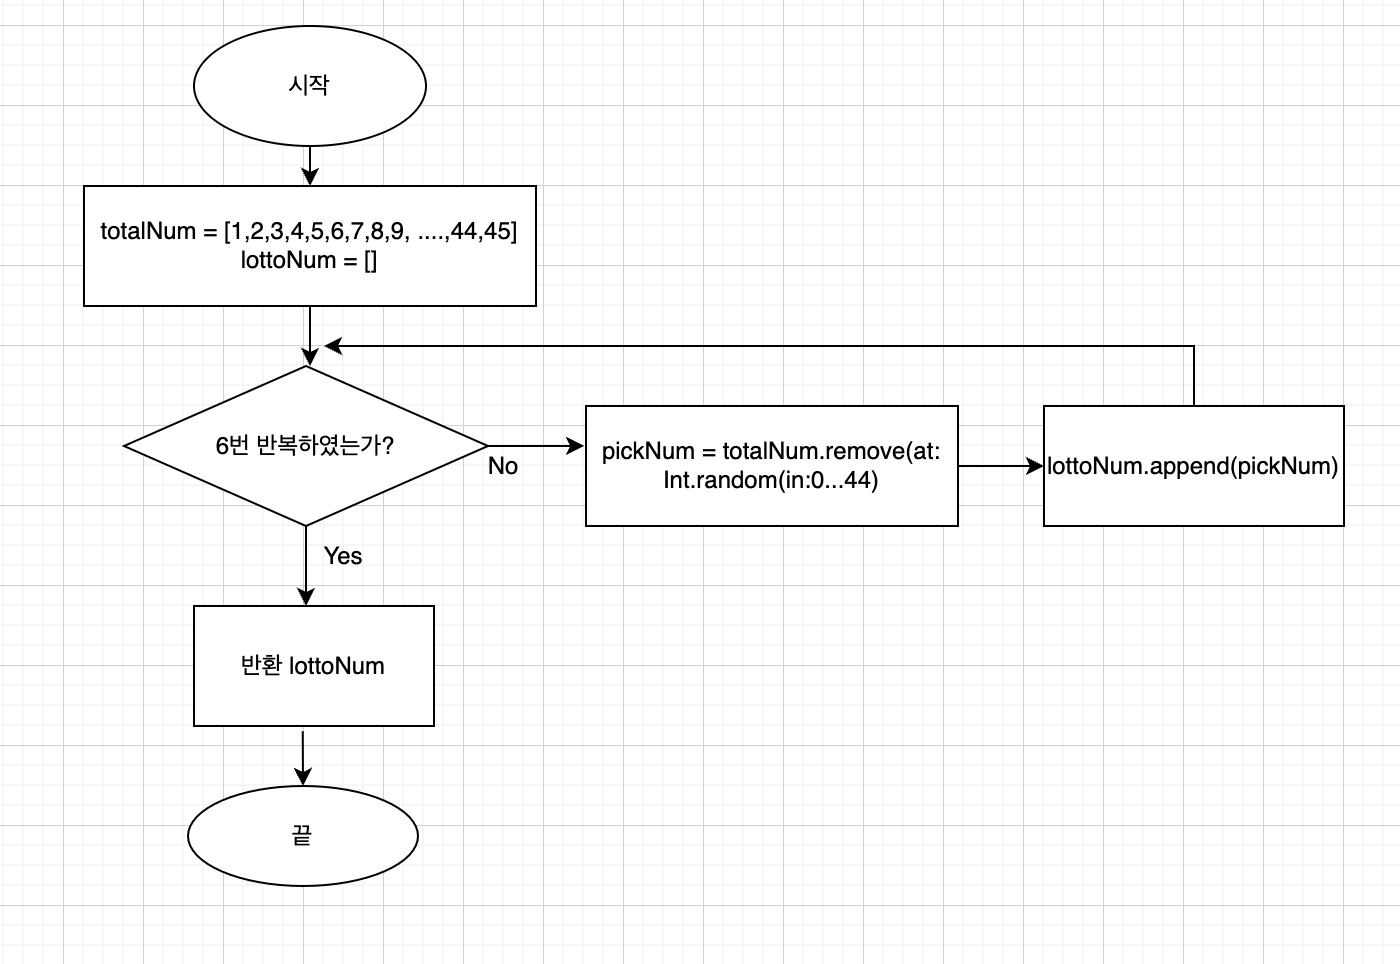 시작
totalNum = [1,2,3,4,5,6,7,8,9, ....,44,45]
lottoNum = []
6번 반복하였는가?
No
pickNum = totalNum.remove(at:
Int.random(in:0...44)
lottoNum.append(pickNum)
Yes
반환 lottoNum
끝